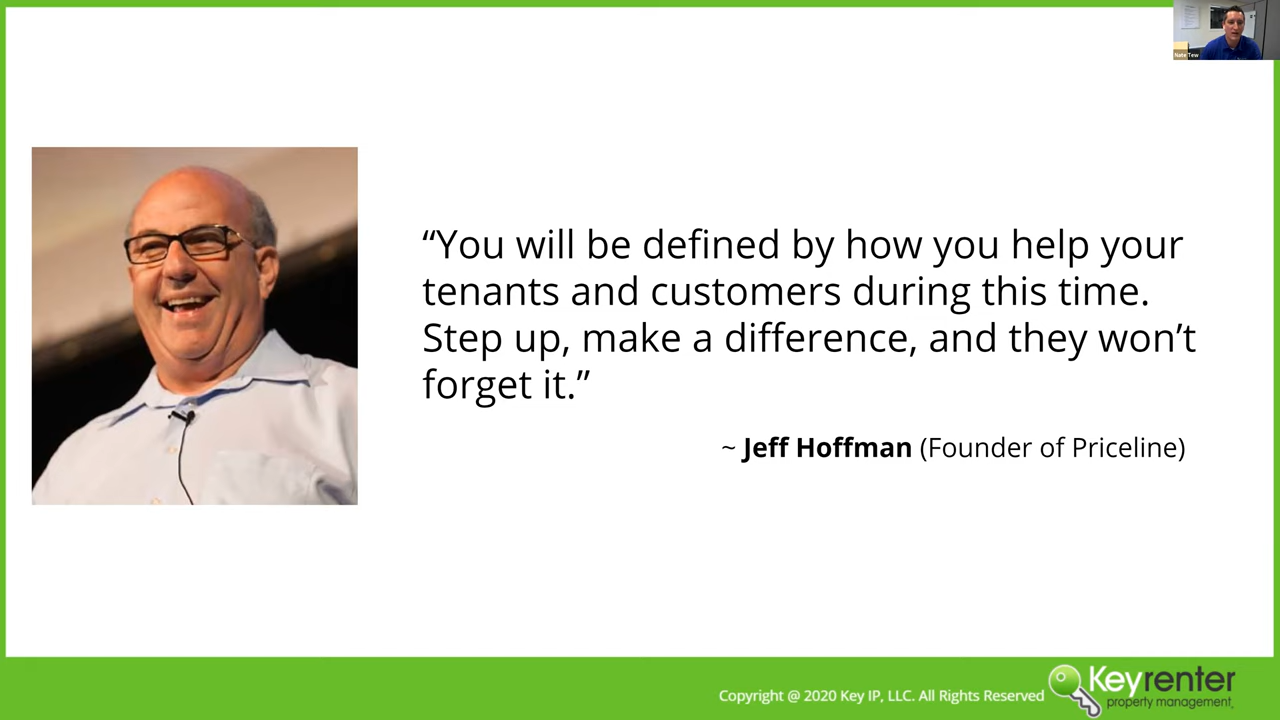 Nate Tew
“You will be defined by how you help your
tenants and customers during this time.
Step up, make a difference, and they won’t
forget it.”
~ Jeff Hoffman (Founder of Priceline)
Copyright @ 2020 Key IP, LLC. All Rights Reserved
Keyrenter
property management